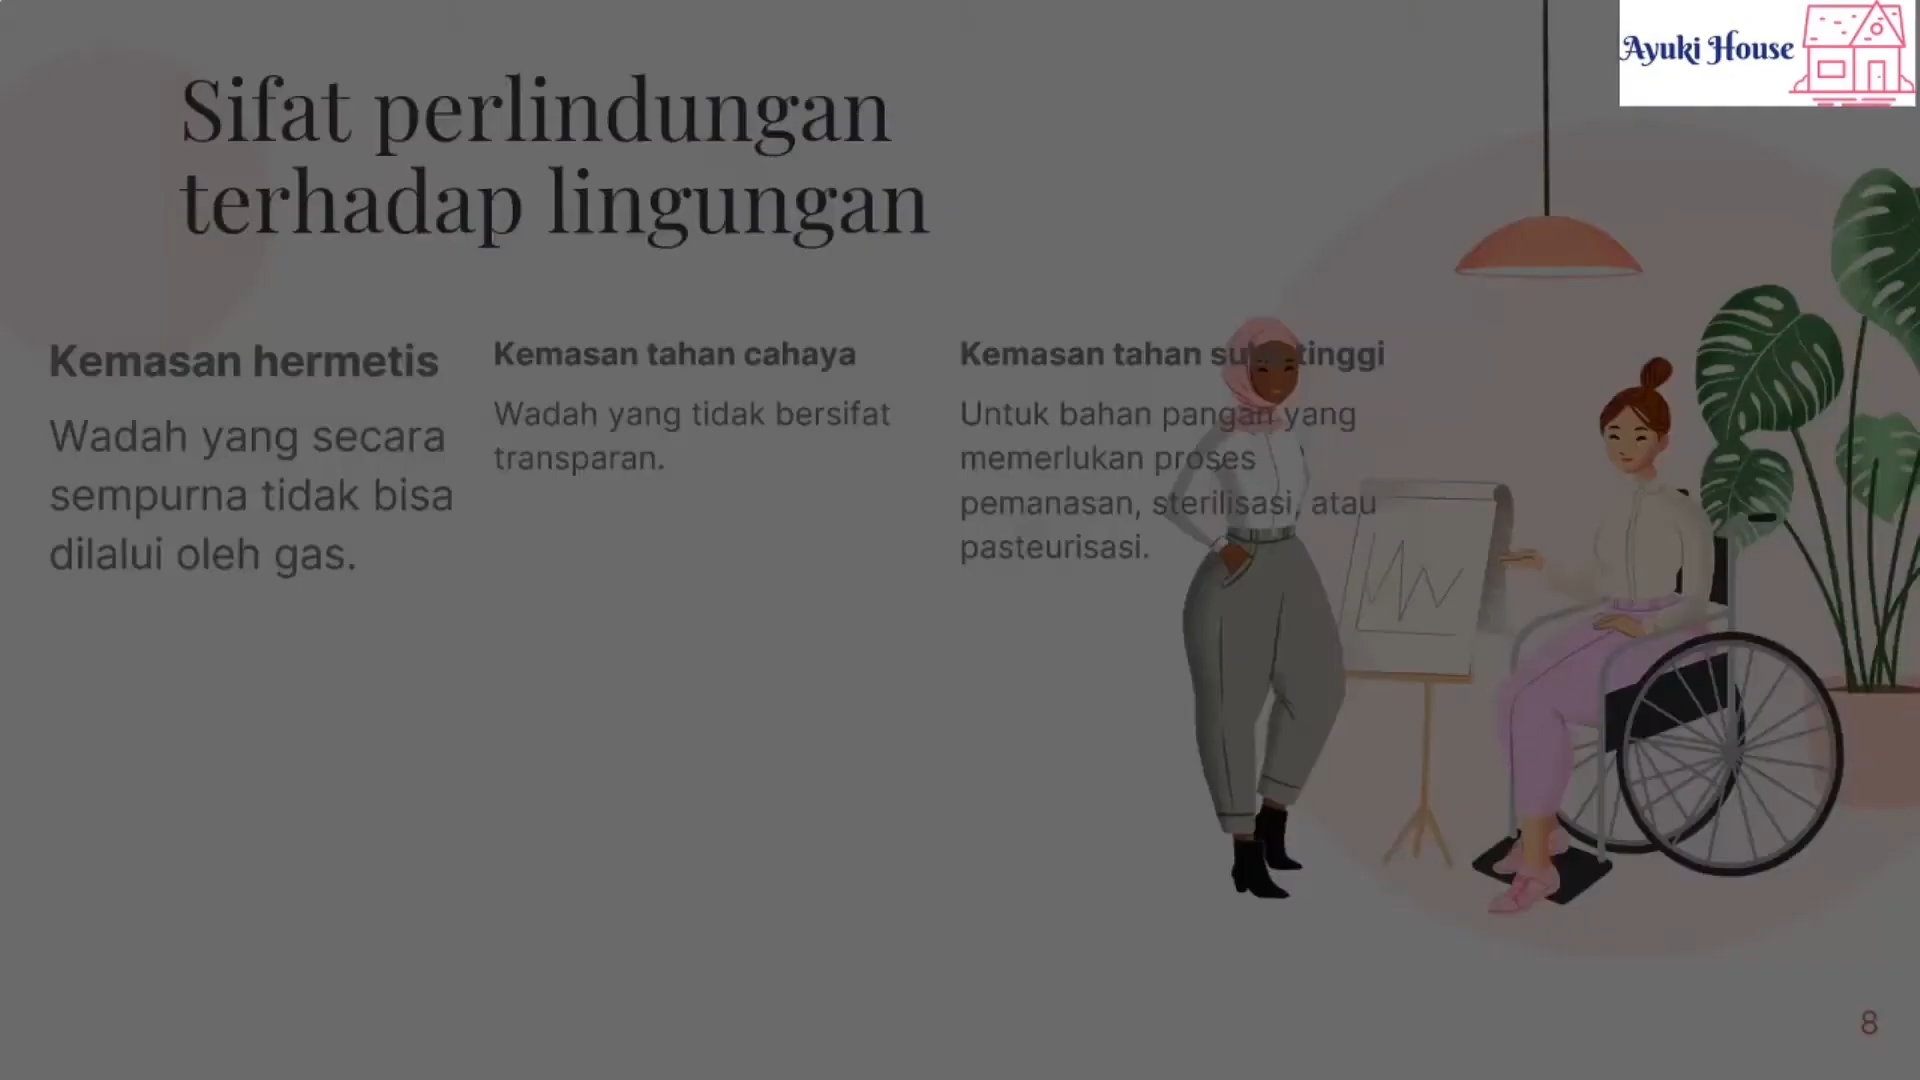 Ayuki House
Sifat perlindungan
terhadap lingungan
Kemasan hermetis
Wadah yang secara
sempurna tidak bisa
dilalui oleh gas.
Kemasan tahan cahaya
Wadah yang tidak bersifat
transparan.
Kemasan tahan suhu tinggi
Untuk bahan pangan yang
memerlukan proses
pemanasan, sterilisasi, atau
pasteurisasi.
8